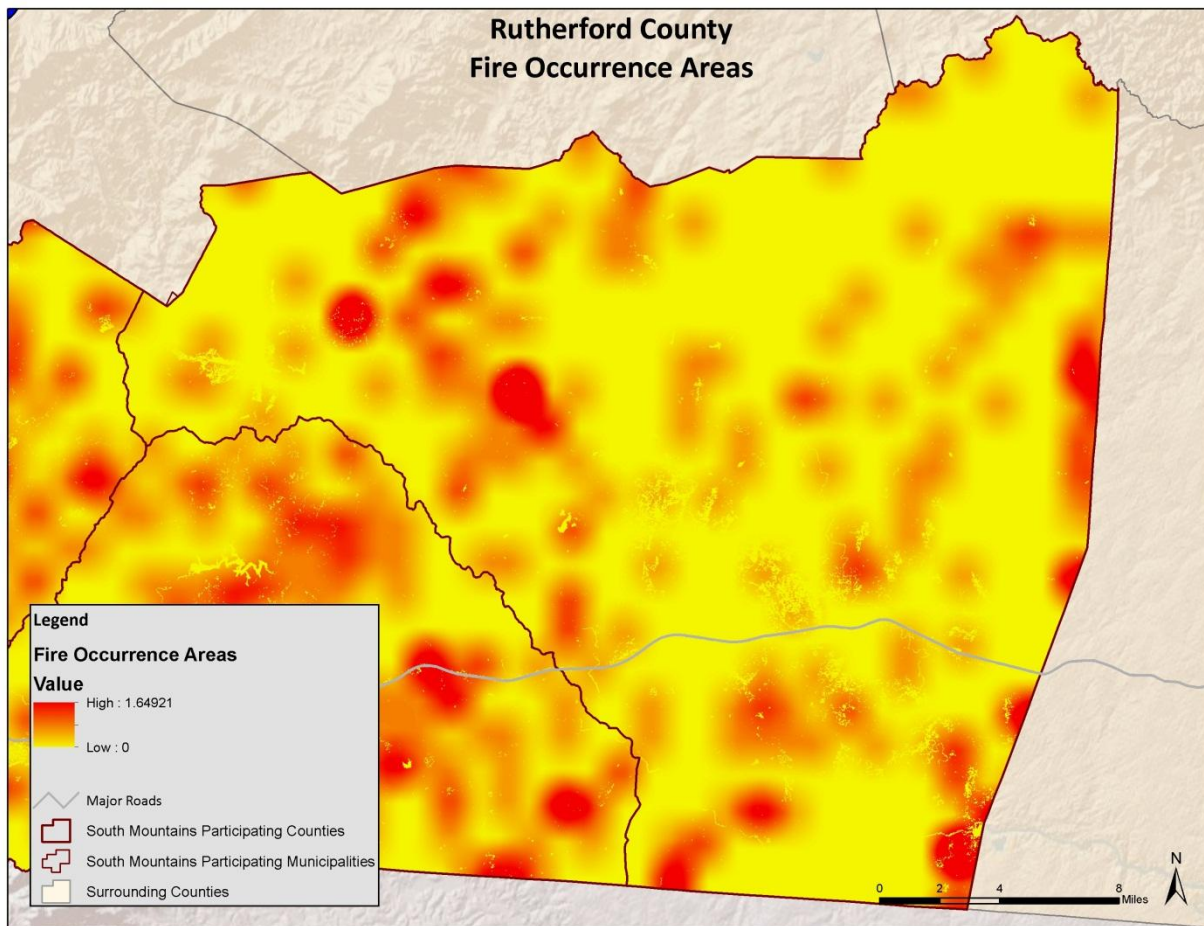 Rutherford County
Fire Occurrence Areas
Legend
Fire Occurrence Areas
Value
High : 1.64921
Low : 0
Major Roads
South Mountains Participating Counties
South Mountains Participating Municipalities
Surrounding Counties
N
0 2 4 8
Miles